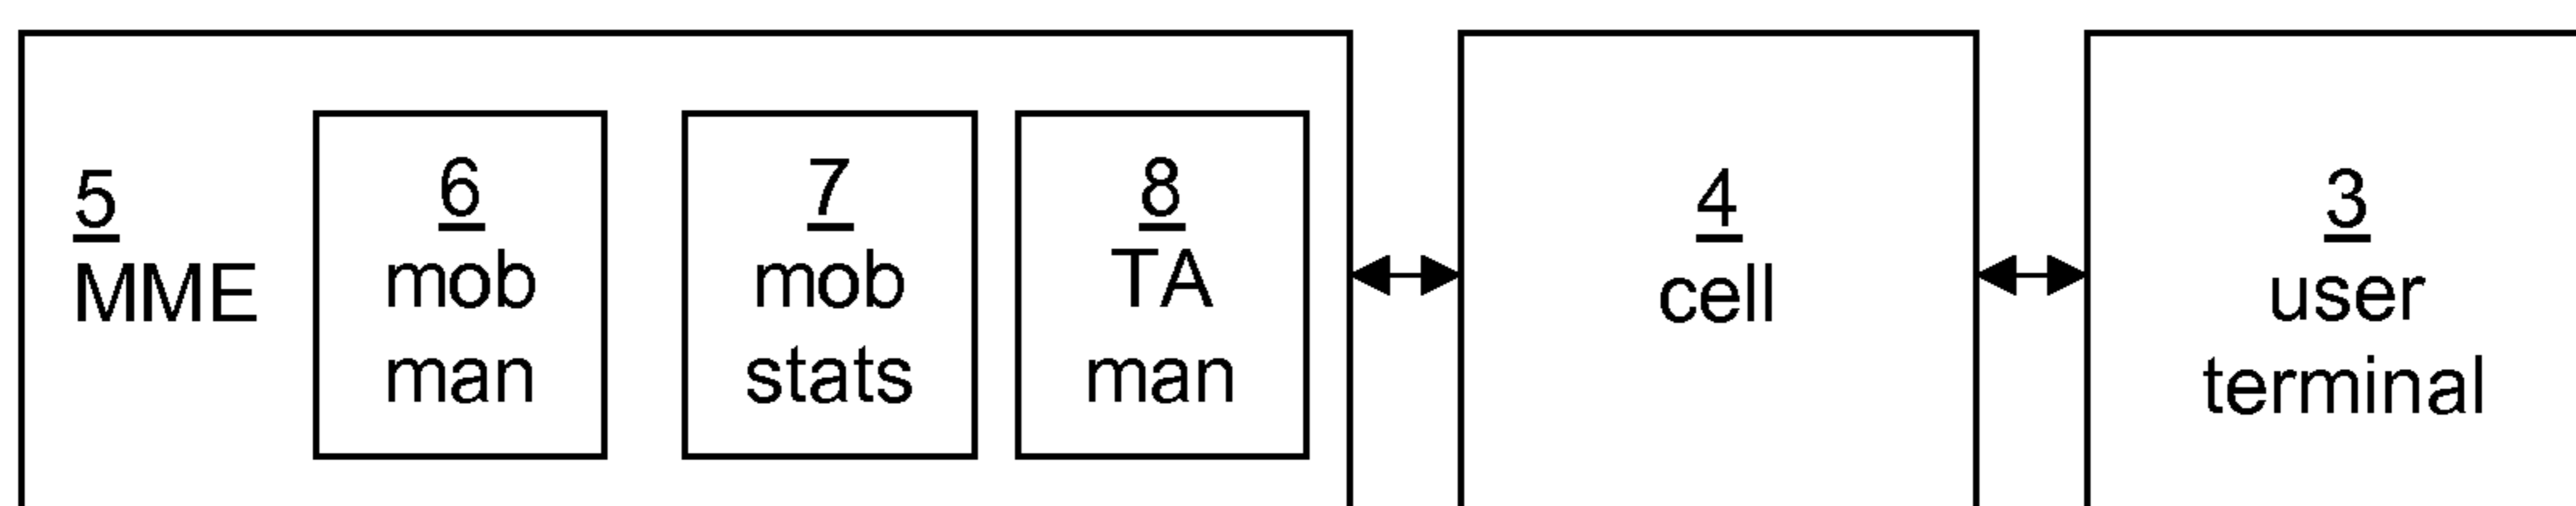 5
MME
6
mob
man
7
mob
stats
8
TA
man
4
cell
3
user
terminal